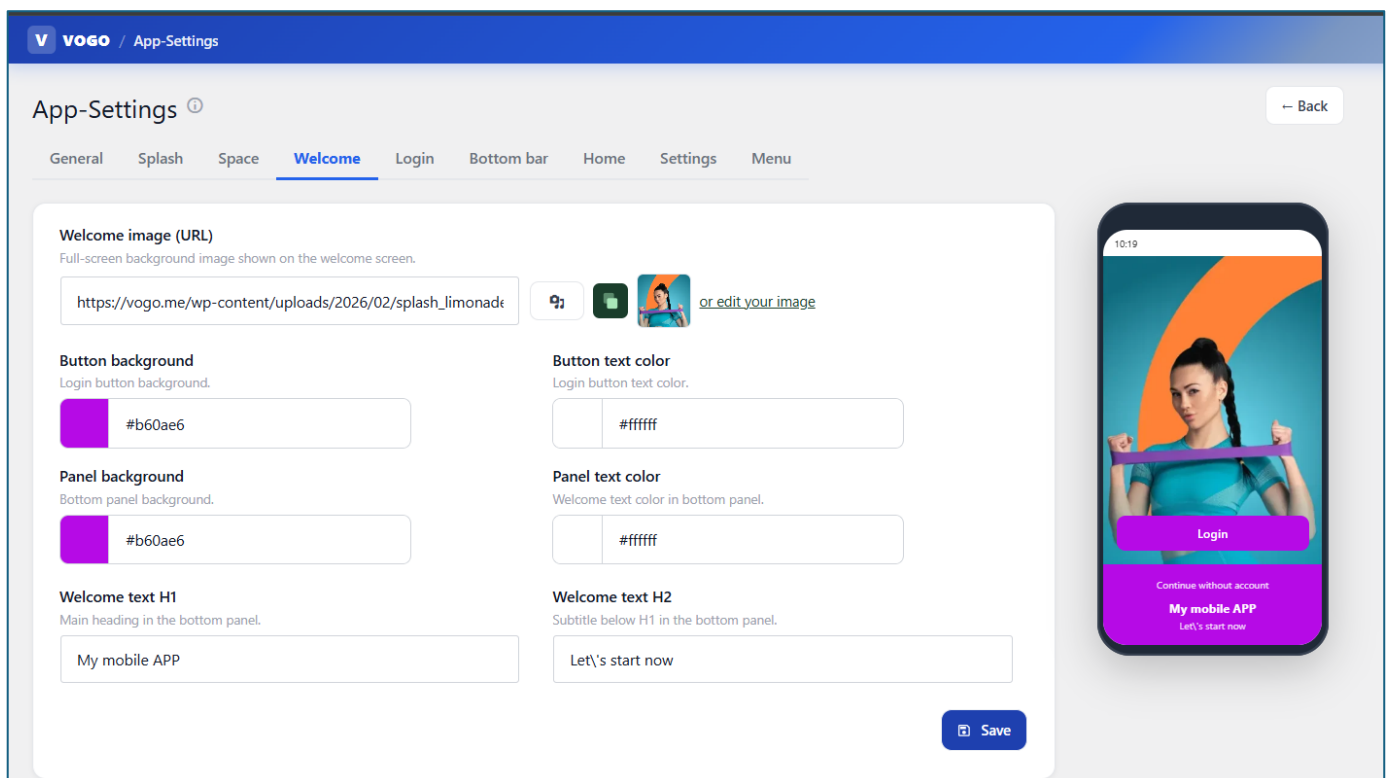 V VOGO / App-Settings
App-Settings
← Back
General Splash Space Welcome Login Bottom bar Home Settings Menu
Welcome image (URL)
Full-screen background image shown on the welcome screen.
https://vogo.me/wp-content/uploads/2026/02/splash_limonade
or edit your image
Button background
Login button background.
#b60ae6
Button text color
Login button text color.
#ffffff
Panel background
Bottom panel background.
#b60ae6
Panel text color
Welcome text color in bottom panel.
#ffffff
Welcome text H1
Main heading in the bottom panel.
My mobile APP
Welcome text H2
Subtitle below H1 in the bottom panel.
Let\'s start now
Save
10:19
Login
Continue without account
My mobile APP
Let\'s start now